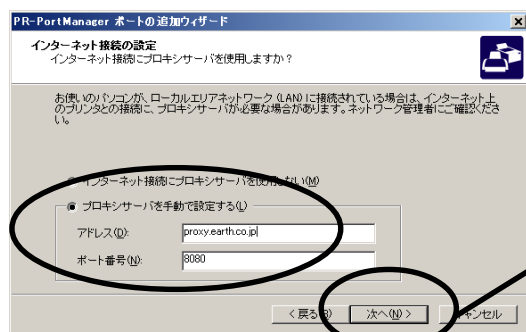 PR-PortManager ポートの追加ウィザード
インターネット接続の設定
インターネット接続にプロキシサーバを使用しますか？
お使いのパソコンが、ローカルエリアネットワーク (LAN) に接続されている場合は、インターネット上
のプリンタとの接続に、プロキシサーバが必要な場合があります。ネットワーク管理者にご確認くださ
い。
インターネット接続にプロキシサーバを使用しない(M)
プロキシサーバを手動で設定する(L)
アドレス(D): proxy.earth.co.jp
ポート番号(N): 8080
< 戻る(B) 次へ(N) > キャンセル